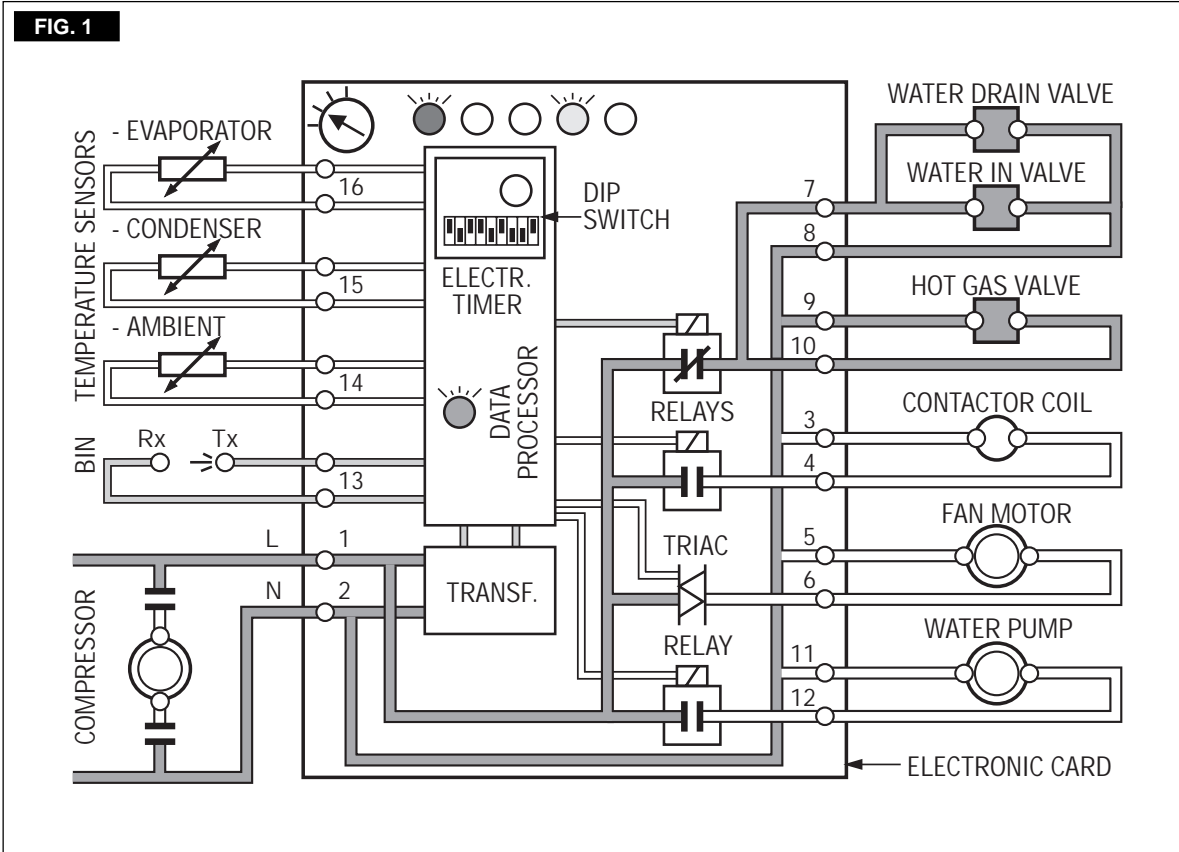 FIG. 1
TEMPERATURE SENSORS
- EVAPORATOR
16
- CONDENSER
15
- AMBIENT
14
BIN
Rx
Tx
13
L
1
N
2
COMPRESSOR
DIP
SWITCH
ELECTR.
TIMER
DATA
PROCESSOR
TRANSF.
RELAYS
TRIAC
RELAY
7
8
9
10
3
4
5
6
11
12
WATER DRAIN VALVE
WATER IN VALVE
HOT GAS VALVE
CONTACTOR COIL
FAN MOTOR
WATER PUMP
ELECTRONIC CARD